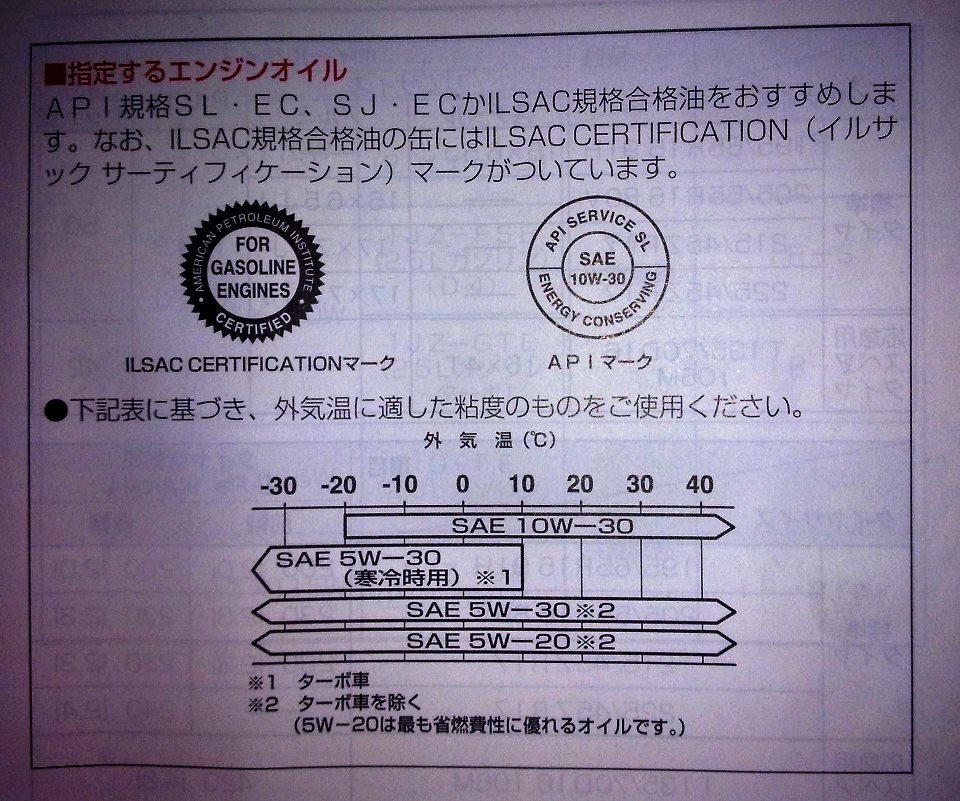 ■指定するエンジンオイル
API規格SL・EC、SJ・ECかILSAC規格合格油をおすすめしま
す。なお、ILSAC規格合格油の缶にはILSAC CERTIFICATION（イルサ
ック サーティフィケーション）マークがついています。
AMERICAN PETROLEUM INSTITUTE
FOR
GASOLINE
ENGINES
CERTIFIED
API SERVICE SL
SAE
10W-30
ENERGY CONSERVING
ILSAC CERTIFICATIONマーク
APIマーク
●下記表に基づき、外気温に適した粘度のものをご使用ください。
外 気 温（℃）
-30 -20 -10 0 10 20 30 40
SAE 10W－30
SAE 5W－30
（寒冷時用）※1
SAE 5W－30※2
SAE 5W－20※2
※1 ターボ車
※2 ターボ車を除く
（5W－20は最も省燃費性に優れるオイルです。）